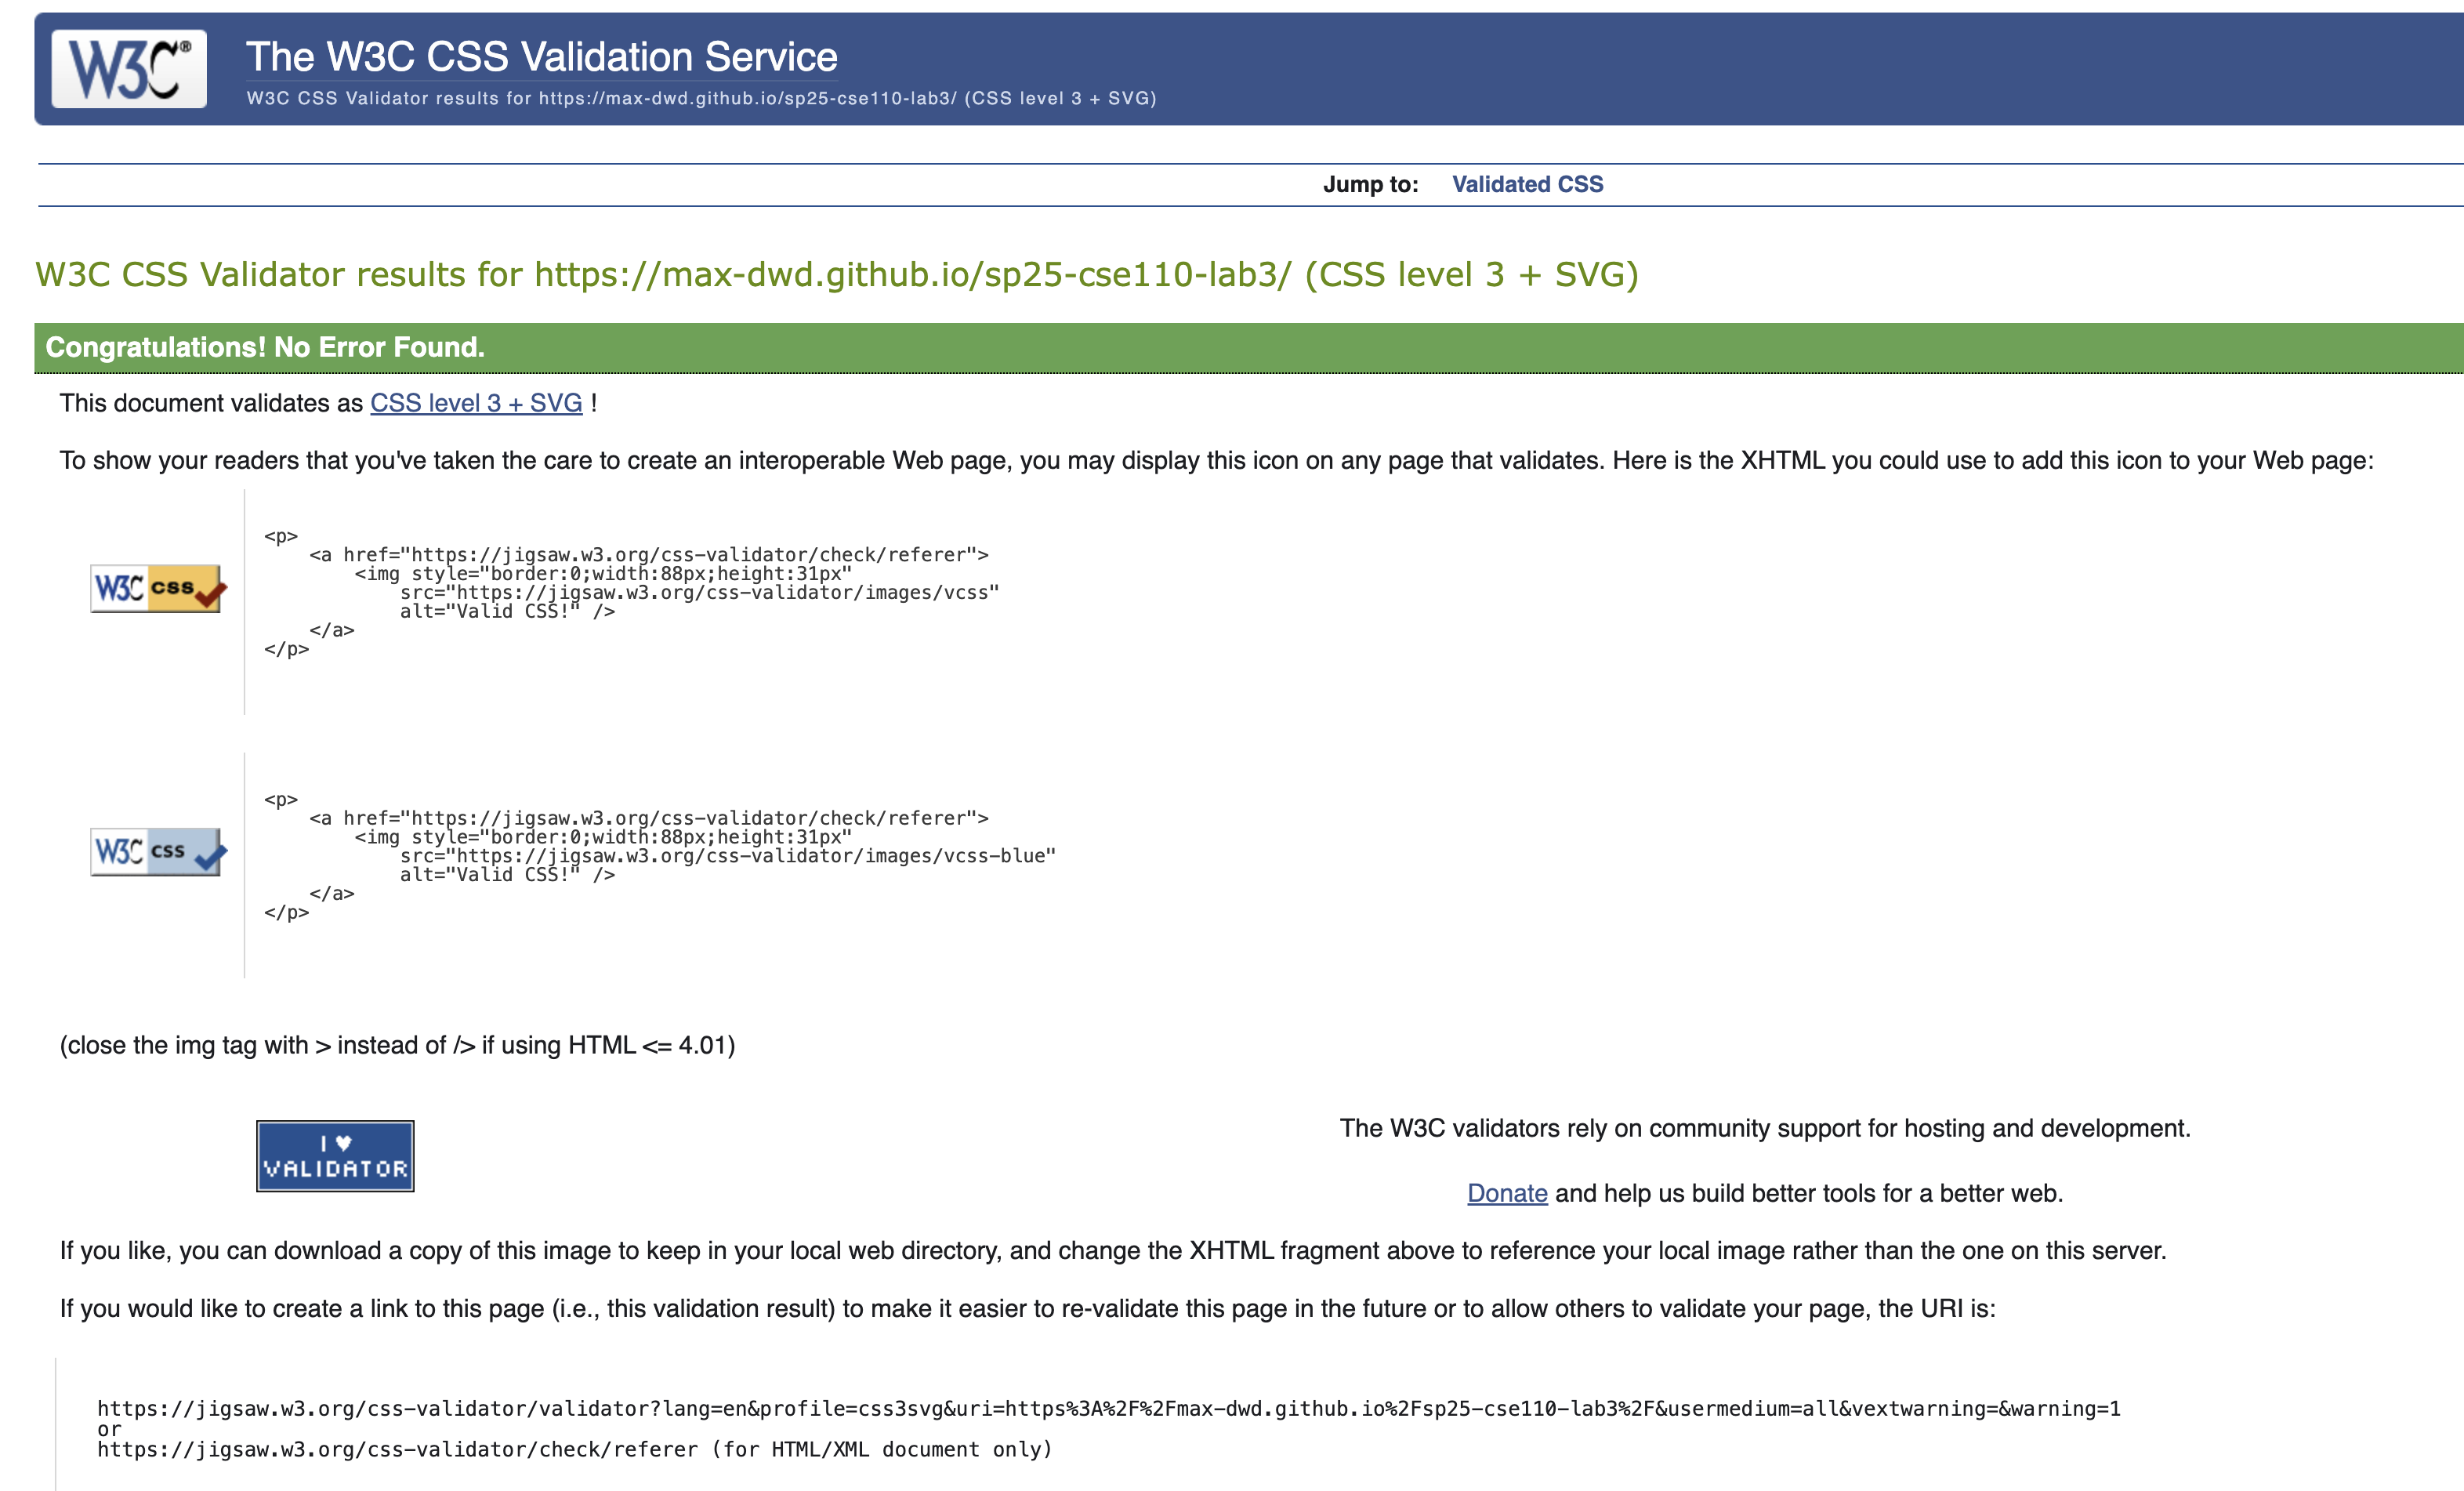 W3C®
The W3C CSS Validation Service
W3C CSS Validator results for https://max-dwd.github.io/sp25-cse110-lab3/ (CSS level 3 + SVG)
Jump to: Validated CSS
W3C CSS Validator results for https://max-dwd.github.io/sp25-cse110-lab3/ (CSS level 3 + SVG)
Congratulations! No Error Found.
This document validates as CSS level 3 + SVG !
To show your readers that you've taken the care to create an interoperable Web page, you may display this icon on any page that validates. Here is the XHTML you could use to add this icon to your Web page:
W3C css
<p>
    <a href="https://jigsaw.w3.org/css-validator/check/referer">
        <img style="border:0;width:88px;height:31px"
            src="https://jigsaw.w3.org/css-validator/images/vcss"
            alt="Valid CSS!" />
    </a>
</p>
W3C css
<p>
    <a href="https://jigsaw.w3.org/css-validator/check/referer">
        <img style="border:0;width:88px;height:31px"
            src="https://jigsaw.w3.org/css-validator/images/vcss-blue"
            alt="Valid CSS!" />
    </a>
</p>
(close the img tag with > instead of /> if using HTML <= 4.01)
I ♥
VALIDATOR
The W3C validators rely on community support for hosting and development.
Donate and help us build better tools for a better web.
If you like, you can download a copy of this image to keep in your local web directory, and change the XHTML fragment above to reference your local image rather than the one on this server.
If you would like to create a link to this page (i.e., this validation result) to make it easier to re-validate this page in the future or to allow others to validate your page, the URI is:
https://jigsaw.w3.org/css-validator/validator?lang=en&profile=css3svg&uri=https%3A%2F%2Fmax-dwd.github.io%2Fsp25-cse110-lab3%2F&usermedium=all&vextwarning=&warning=1
or
https://jigsaw.w3.org/css-validator/check/referer (for HTML/XML document only)